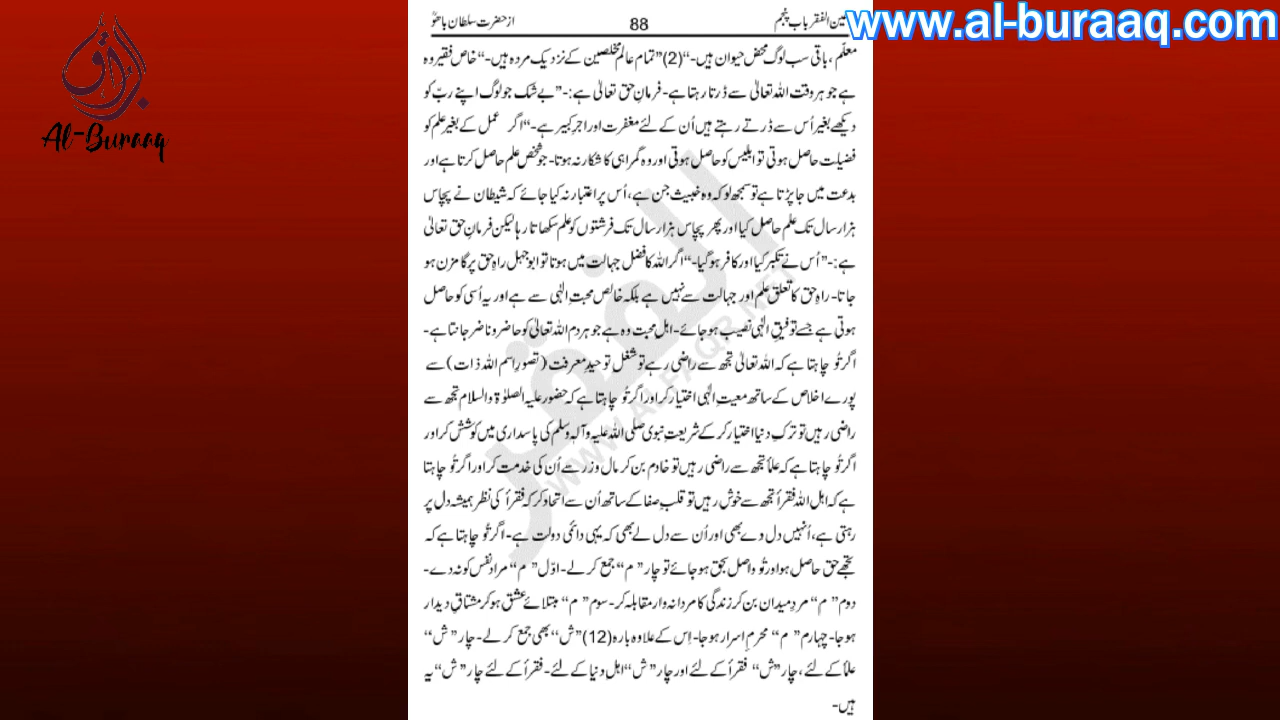 www.al-buraaq.com
Al-Buraaq
عین الفقر باب پنجم 88 از حضرت سلطان باھوؒ
معلّم، باقی سب لوگ محض حیوان ہیں۔“(2)”تمام عالم مخلصین کے نزدیک مردہ ہیں۔“خاص فقیر وہ
ہے جو ہر وقت اللہ تعالیٰ سے ڈرتا رہتا ہے۔ فرمانِ حق تعالیٰ ہے:۔”بے شک جو لوگ اپنے ربّ کو
دیکھے بغیر اُس سے ڈرتے رہتے ہیں اُن کے لئے مغفرت اور اجرِ کبیر ہے۔“اگر عمل کے بغیر علم کو
فضیلت حاصل ہوتی تو ابلیس کو حاصل ہوتی اور وہ گمراہی کا شکار نہ ہوتا۔ جو شخص علم حاصل کرتا ہے اور
بدعت میں جا پڑتا ہے تو سمجھ لو کہ وہ خبیث جن ہے، اُس پر اعتبار نہ کیا جائے کہ شیطان نے پچاس
ہزار سال تک علم حاصل کیا اور پھر پچاس ہزار سال تک فرشتوں کو علم سکھاتا رہا لیکن فرمانِ حق تعالیٰ
ہے:۔”اُس نے تکبر کیا اور کافر ہو گیا۔“اگر اللہ کا فضل جہالت میں ہوتا تو ابوجہل راہِ حق پر گامزن ہو
جاتا۔ راہِ حق کا تعلق علم اور جہالت سے نہیں ہے بلکہ خالص محبتِ الٰہی سے ہے اور یہ اُسی کو حاصل
ہوتی ہے جسے توفیقِ الٰہی نصیب ہو جائے۔ اہلِ محبت وہ ہے جو ہر دم اللہ تعالیٰ کو حاضر و ناضر جانتا ہے۔
اگر تُو چاہتا ہے کہ اللہ تعالیٰ تجھ سے راضی رہے تو شغلِ توحیدِ معرفت (تصورِ اسم اللہ ذات) سے
پورے اخلاص کے ساتھ معیتِ الٰہی اختیار کر اور اگر تُو چاہتا ہے کہ حضور علیہ الصلوٰۃ والسلام تجھ سے
راضی رہیں تو ترکِ دنیا اختیار کر کے شریعتِ نبوی صلی اللہ علیہ وآلہٖ وسلم کی پاسداری میں کوشش کر اور
اگر تُو چاہتا ہے کہ علمأ تجھ سے راضی رہیں تو خادم بن کر مال و زر سے اُن کی خدمت کر اور اگر تُو چاہتا
ہے کہ اہل اللہ فقرأ تجھ سے خوش رہیں تو قلبِ صفا کے ساتھ اُن سے اتحاد کر کہ فقرأ کی نظر ہمیشہ دل پر
رہتی ہے، اُنہیں دل دے بھی اور اُن سے دل لے بھی کہ یہی دائمی دولت ہے۔ اگر تُو چاہتا ہے کہ
تجھے حق حاصل ہو اور تُو واصل بحق ہو جائے تو چار ”م“ جمع کر لے۔ اوّل ”م“ مرادِ نفس کو نہ دے۔
دوم ”م“ مردِ میدان بن کر زندگی کا مردانہ وار مقابلہ کر۔ سوم ”م“ مبتلائے عشق ہو کر مشتاقِ دیدار
ہو جا۔ چہارم ”م“ محرمِ اسرار ہو جا۔ اِس کے علاوہ بارہ (12) ”ش“ بھی جمع کر لے۔ چار ”ش“
علمأ کے لئے، چار ”ش“ فقرأ کے لئے اور چار ”ش“ اہلِ دنیا کے لئے۔ فقرأ کے لئے چار ”ش“ یہ
ہیں۔